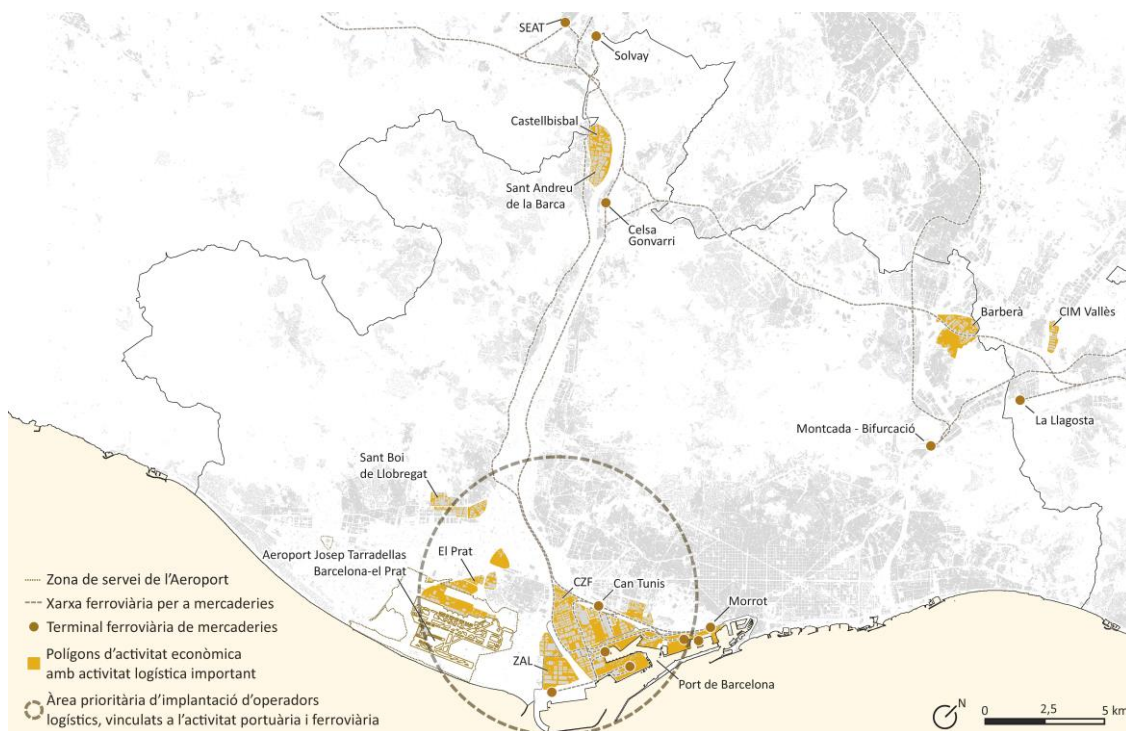 SEAT
Solvay
Castellbisbal
Sant Andreu
de la Barca
Celsa
Gonvarri
Barberà
CIM Vallès
La Llagosta
Montcada - Bifurcació
Sant Boi
de Llobregat
Aeroport Josep Tarradellas
Barcelona-el Prat
El Prat
CZF
Can Tunis
Morrot
ZAL
Port de Barcelona
Zona de servei de l’Aeroport
Xarxa ferroviària per a mercaderies
Terminal ferroviària de mercaderies
Polígons d’activitat econòmica
amb activitat logística important
Àrea prioritària d’implantació d’operadors
logístics, vinculats a l’activitat portuària i ferroviària
N
0 2,5 5 km